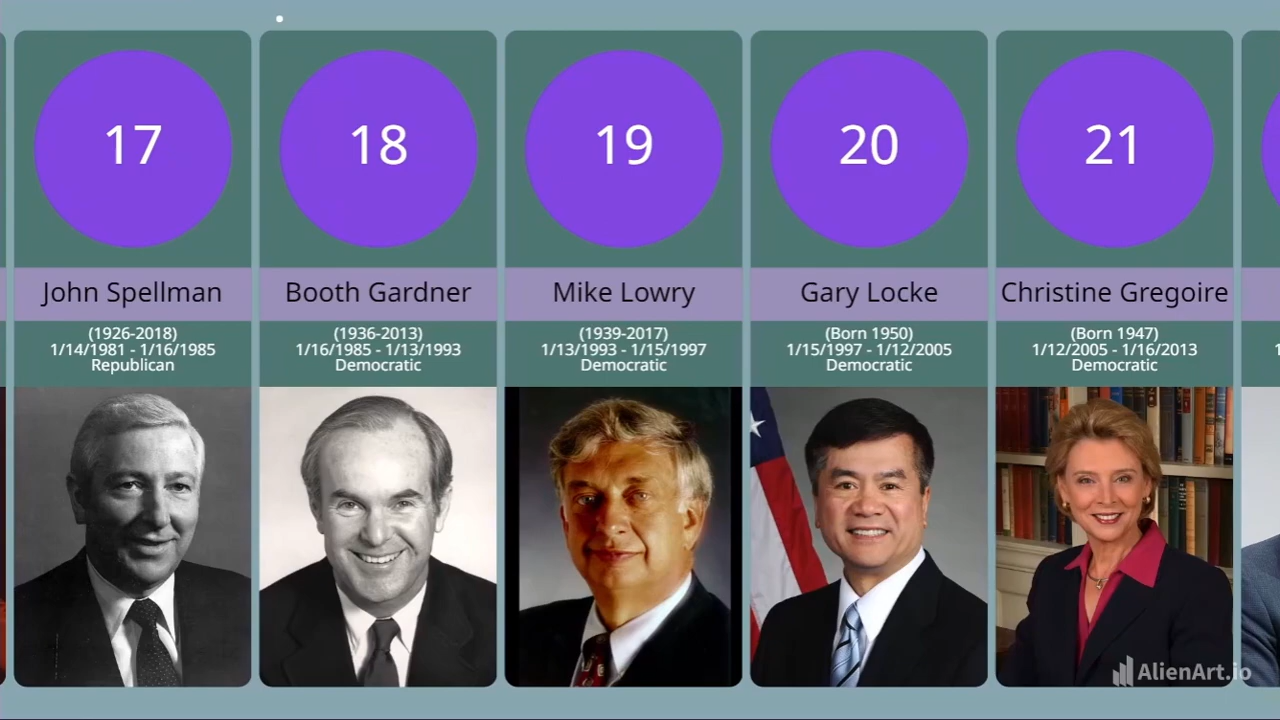 17
John Spellman
(1926-2018)
1/14/1981 - 1/16/1985
Republican
18
Booth Gardner
(1936-2013)
1/16/1985 - 1/13/1993
Democratic
19
Mike Lowry
(1939-2017)
1/13/1993 - 1/15/1997
Democratic
20
Gary Locke
(Born 1950)
1/15/1997 - 1/12/2005
Democratic
21
Christine Gregoire
(Born 1947)
1/12/2005 - 1/16/2013
Democratic
AlienArt.io